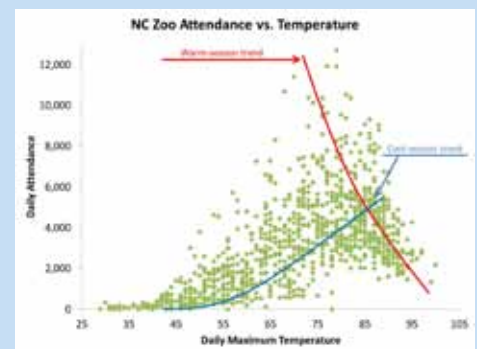 NC Zoo Attendance vs. Temperature
Warm season trend
Cool season trend
Daily Attendance
12,000
10,000
8,000
6,000
4,000
2,000
0
25 35 45 55 65 75 85 95 105
Daily Maximum Temperature